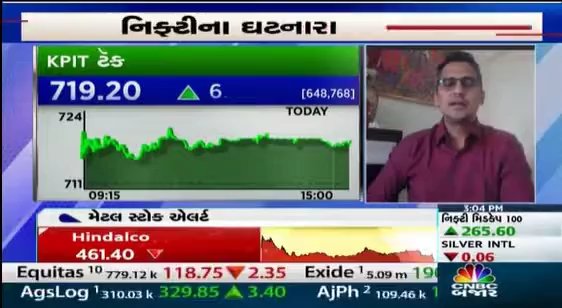 નિફ્ટીના ઘટનારા
KPIT ટેક
719.20 ▲ 6 [648,768]
724 TODAY
711
09:15 15:00
મેટલ સ્ટોક એલર્ટ
Hindalco
461.40 ▼
3:04 PM
નિફ્ટી મિડકેપ 100
▲ 265.60
SILVER INTL
▼ 0.06
Equitas 10 779.12 k 118.75 ▼ 2.35 Exide 1 5.09 m
AgsLog 1 310.03 k 329.85 ▲ 3.40 AjPh 2 109.46 k
CNBC
બજાર